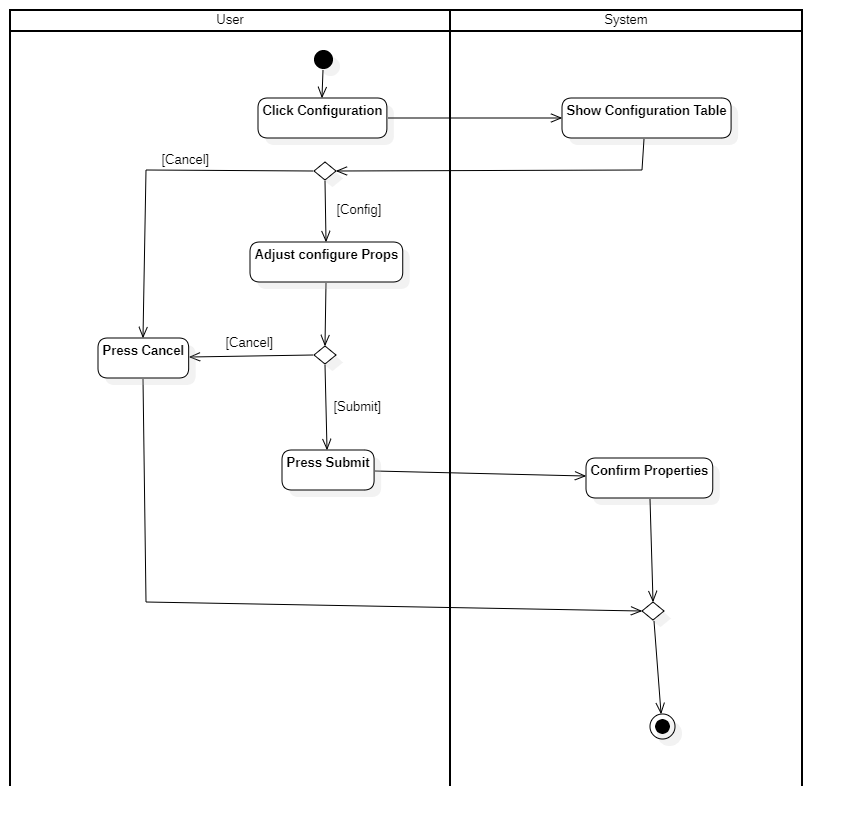 User
System
Click Configuration
Show Configuration Table
[Cancel]
[Config]
Adjust configure Props
[Cancel]
Press Cancel
[Submit]
Press Submit
Confirm Properties